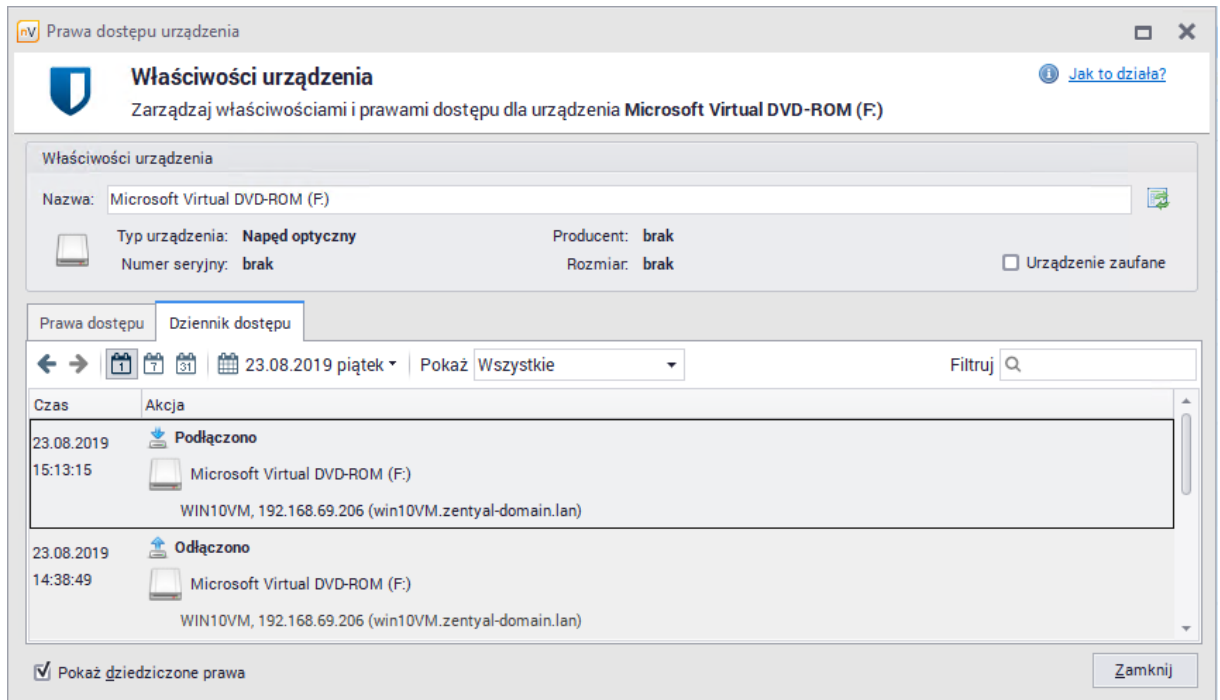 nV Prawa dostępu urządzenia
Właściwości urządzenia
Jak to działa?
Zarządzaj właściwościami i prawami dostępu dla urządzenia Microsoft Virtual DVD-ROM (F:)
Właściwości urządzenia
Nazwa: Microsoft Virtual DVD-ROM (F:)
Typ urządzenia: Napęd optyczny Producent: brak
Numer seryjny: brak Rozmiar: brak Urządzenie zaufane
Prawa dostępu Dziennik dostępu
1 7 31 23.08.2019 piątek Pokaż Wszystkie Filtruj
Czas Akcja
23.08.2019 Podłączono
15:13:15 Microsoft Virtual DVD-ROM (F:)
WIN10VM, 192.168.69.206 (win10VM.zentyal-domain.lan)
23.08.2019 Odłączono
14:38:49 Microsoft Virtual DVD-ROM (F:)
WIN10VM, 192.168.69.206 (win10VM.zentyal-domain.lan)
Pokaż dziedziczone prawa Zamknij